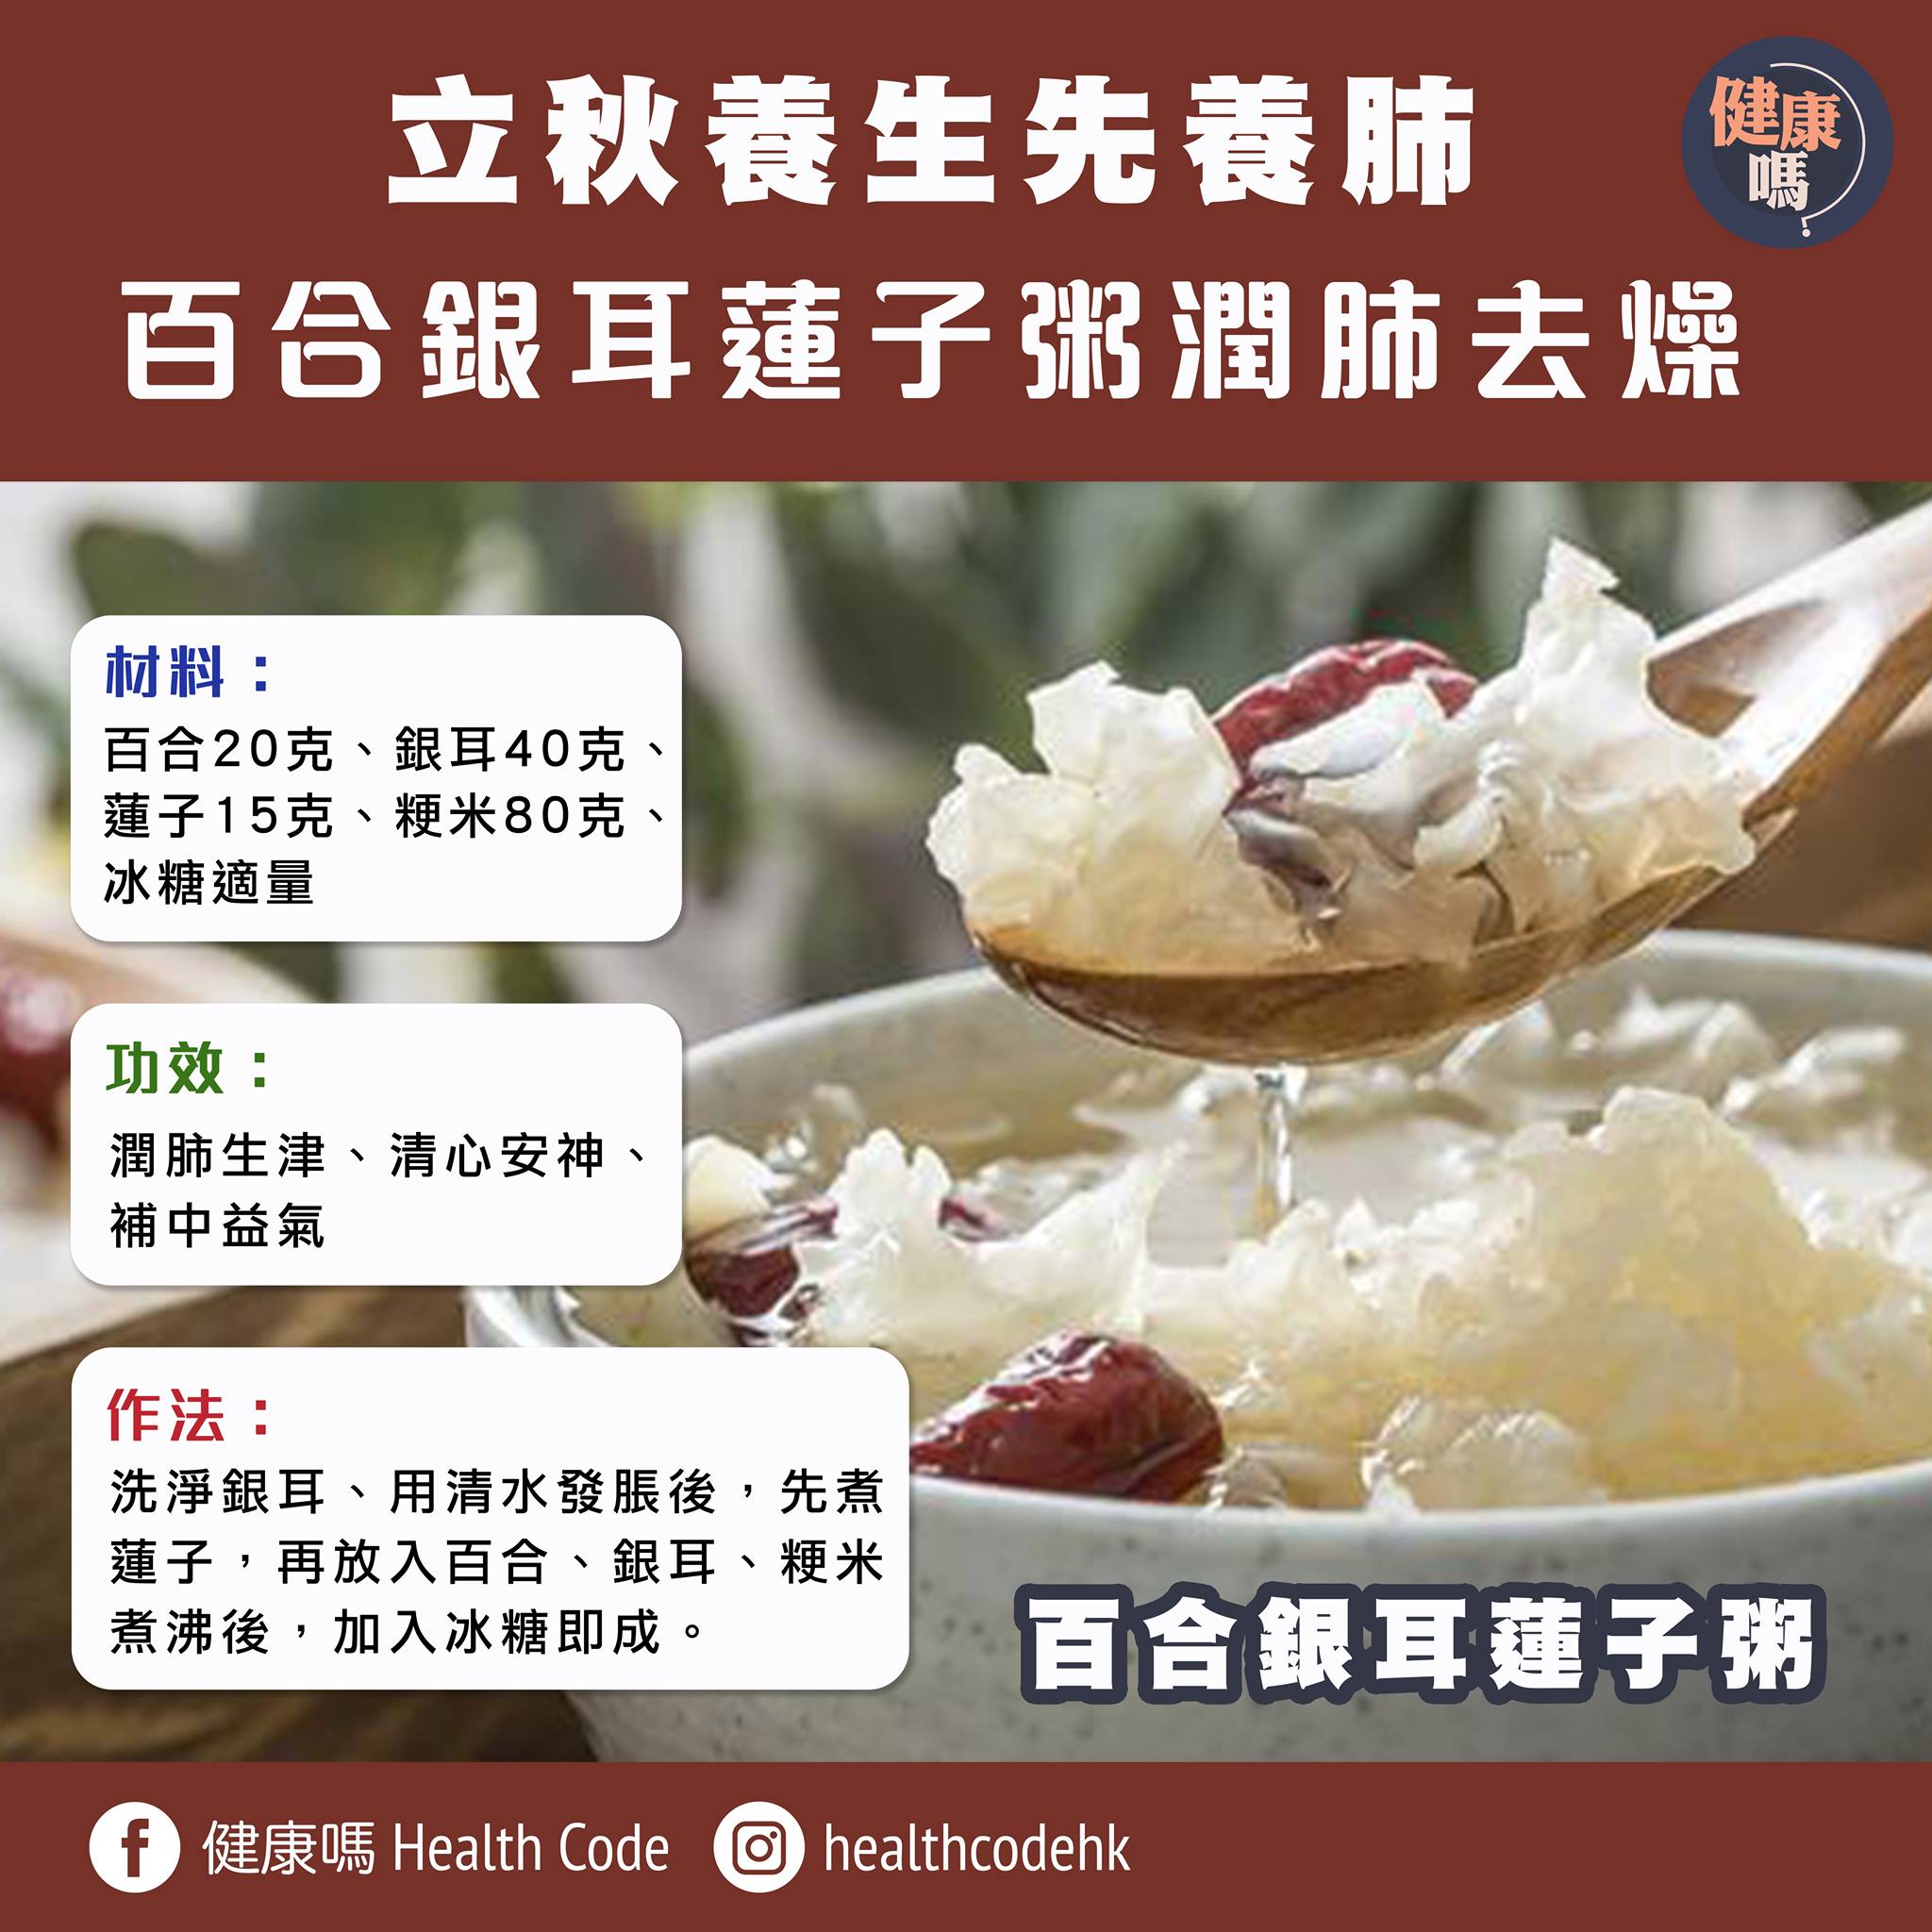 立秋養生先養肺
健康
嗎?
百合銀耳蓮子粥潤肺去燥
材料：
百合20克、銀耳40克、
蓮子15克、粳米80克、
冰糖適量
功效：
潤肺生津、清心安神、
補中益氣
作法：
洗淨銀耳、用清水發脹後，先煮
蓮子，再放入百合、銀耳、粳米
煮沸後，加入冰糖即成。
百合銀耳蓮子粥
健康嗎 Health Code healthcodehk